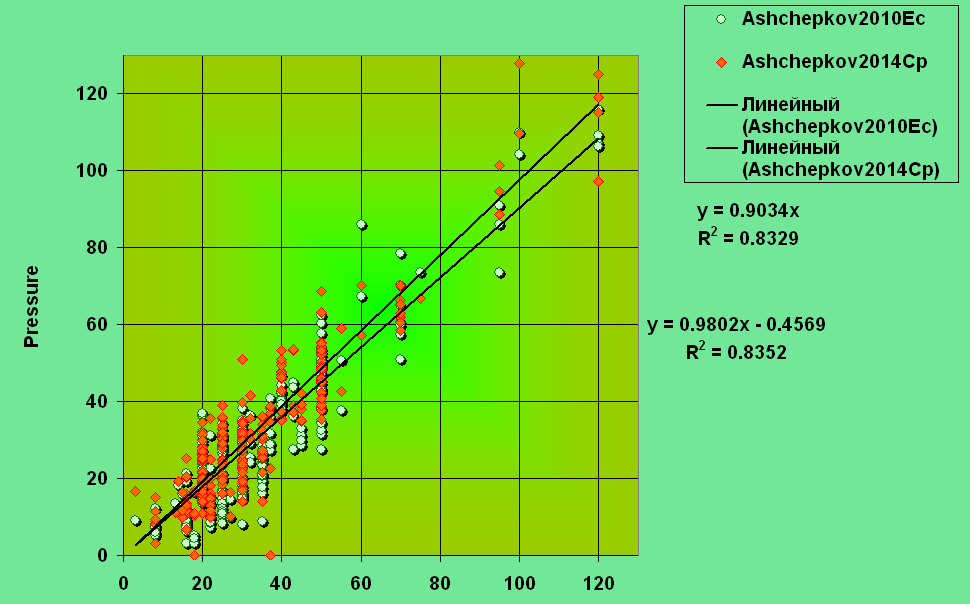 Ashchepkov2010Ec
Ashchepkov2014Cp
Линейный
(Ashchepkov2010Ec)
Линейный
(Ashchepkov2014Cp)
y = 0.9034x
R² = 0.8329
y = 0.9802x - 0.4569
R² = 0.8352
Pressure
120
100
80
60
40
20
0
0 20 40 60 80 100 120